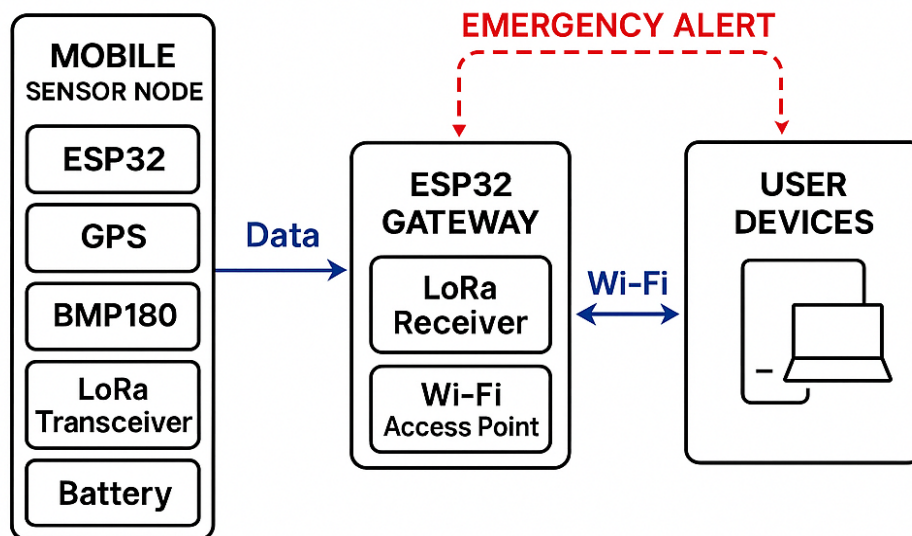 EMERGENCY ALERT
MOBILE
SENSOR NODE
ESP32
GPS
BMP180
LoRa
Transceiver
Battery
Data
ESP32
GATEWAY
LoRa
Receiver
Wi-Fi
Access Point
Wi-Fi
USER
DEVICES